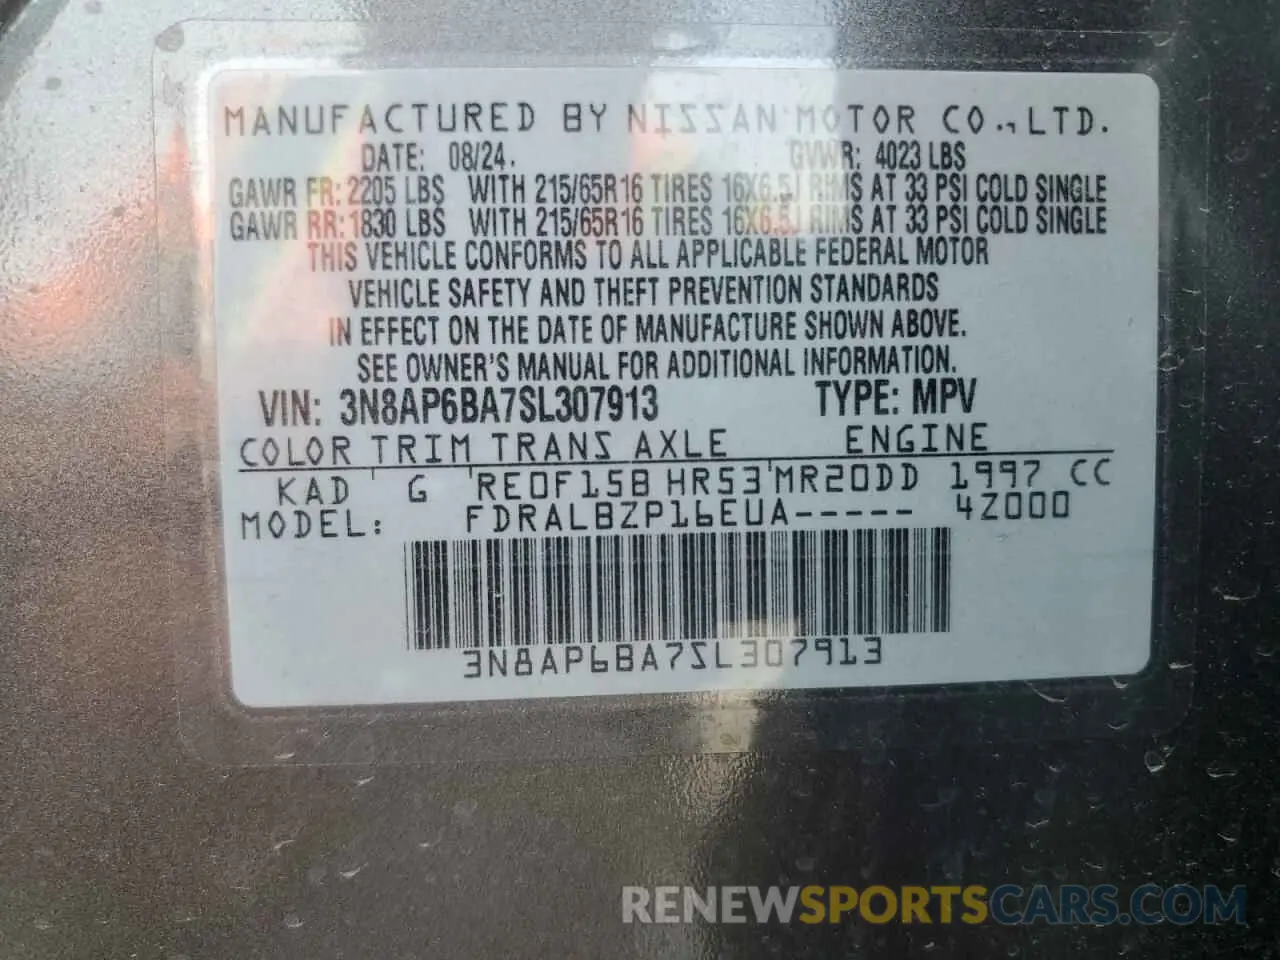 MANUFACTURED BY NISSAN MOTOR CO., LTD.
DATE: 08/24. GVWR: 4023 LBS
GAWR FR: 2205 LBS WITH 215/65R16 TIRES 16X6.5J RIMS AT 33 PSI COLD SINGLE
GAWR RR: 1830 LBS WITH 215/65R16 TIRES 16X6.5J RIMS AT 33 PSI COLD SINGLE
THIS VEHICLE CONFORMS TO ALL APPLICABLE FEDERAL MOTOR
VEHICLE SAFETY AND THEFT PREVENTION STANDARDS
IN EFFECT ON THE DATE OF MANUFACTURE SHOWN ABOVE.
SEE OWNER'S MANUAL FOR ADDITIONAL INFORMATION.
VIN: 3N8AP6BA7SL307913 TYPE: MPV
COLOR TRIM TRANS AXLE ENGINE
KAD G RE0F15B HR53 MR20DD 1997 CC
MODEL: FDRALBZP16EUA----- 4Z000
3N8AP6BA7SL307913
RENEWSPORTSCARS.COM